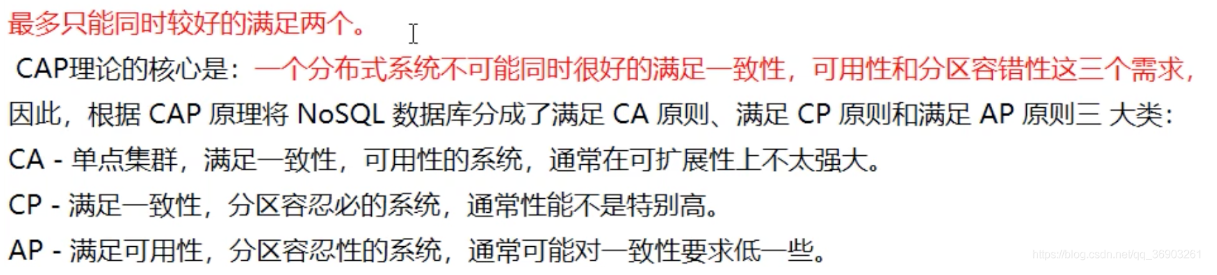 最多只能同时较好的满足两个。
CAP理论的核心是：一个分布式系统不可能同时很好的满足一致性，可用性和分区容错性这三个需求，
因此，根据 CAP 原理将 NoSQL 数据库分成了满足 CA 原则、满足 CP 原则和满足 AP 原则三 大类：
CA - 单点集群，满足一致性，可用性的系统，通常在可扩展性上不太强大。
CP - 满足一致性，分区容忍必的系统，通常性能不是特别高。
AP - 满足可用性，分区容忍性的系统，通常可能对一致性要求低一些。
https://blog.csdn.net/qq_36903261